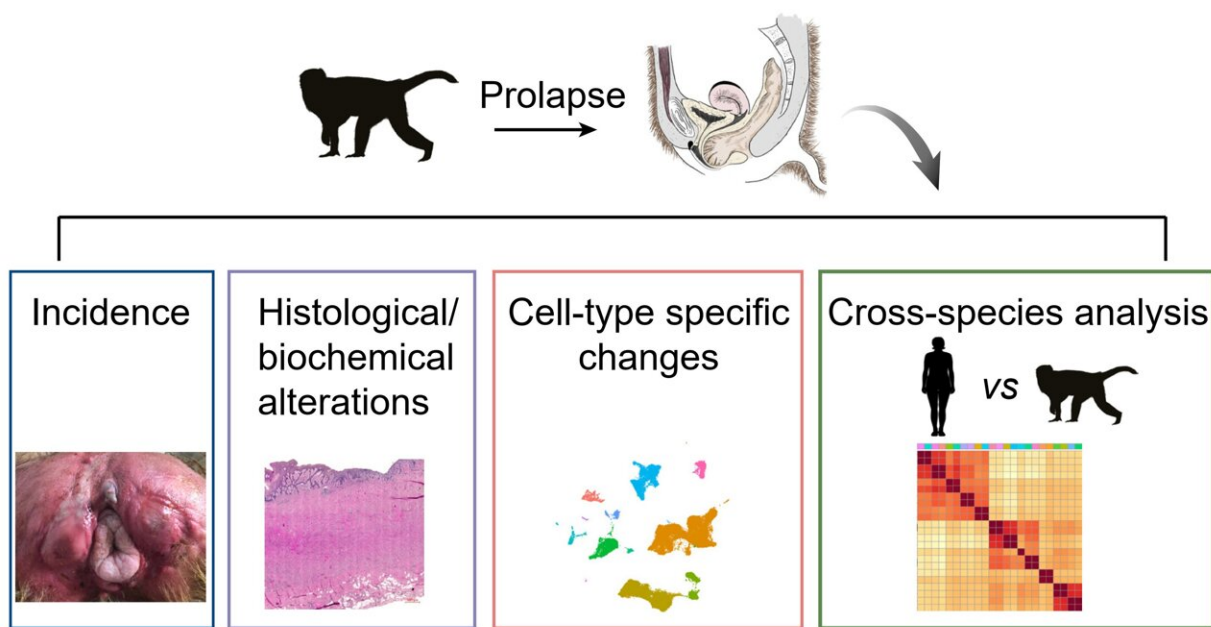 Prolapse
Incidence
Histological/
biochemical
alterations
Cell-type specific
changes
Cross-species analysis
vs